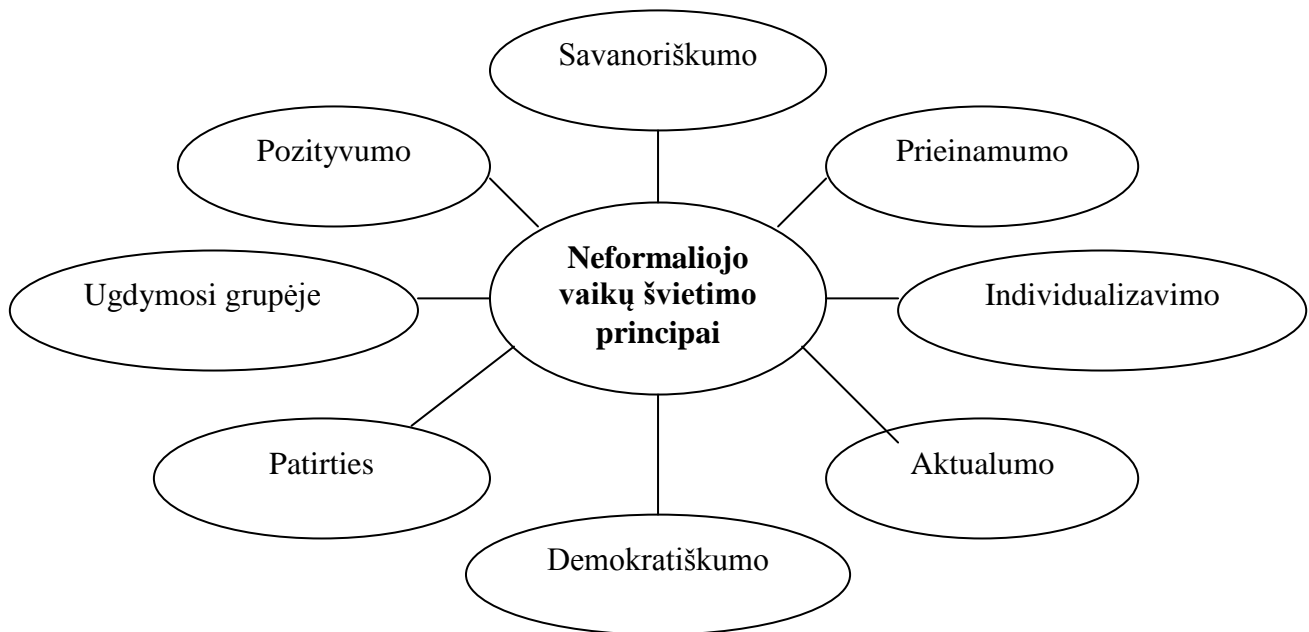 Savanoriškumo
Pozityvumo
Prieinamumo
Neformaliojo
vaikų švietimo
principai
Ugdymosi grupėje
Individualizavimo
Patirties
Aktualumo
Demokratiškumo